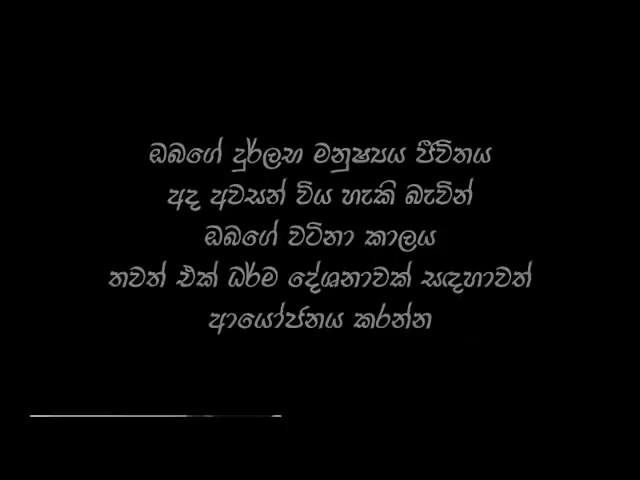 ඔබගේ දුර්ලභ මනුෂ්‍යය ජීවිතය
අද අවසන් විය හැකි බැවින්
ඔබගේ වටිනා කාලය
තවත් එක් ධර්ම දේශනාවක් සඳහාවත්
ආයෝජනය කරන්න